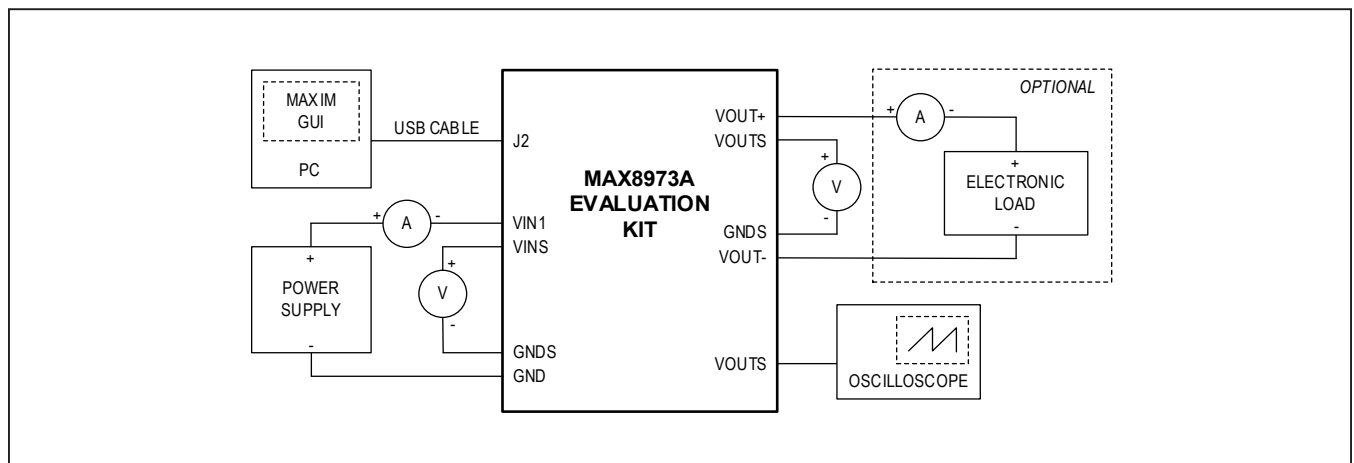 MAXIM
GUI
PC
USB CABLE
J2
+
A
-
VIN1
VINS
+
V
-
+
POWER
SUPPLY
-
GNDS
GND
MAX8973A
EVALUATION
KIT
VOUT+
VOUTS
+
V
-
GNDS
VOUT-
VOUTS
OPTIONAL
+
A
-
+
ELECTRONIC
LOAD
-
OSCILLOSCOPE